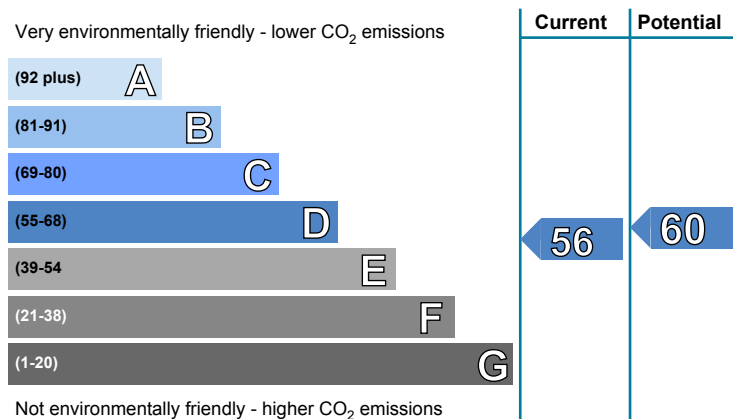 Very environmentally friendly - lower CO₂ emissions
Current
Potential
(92 plus) A
(81-91) B
(69-80) C
(55-68) D
(39-54 E
(21-38) F
(1-20) G
56
60
Not environmentally friendly - higher CO₂ emissions